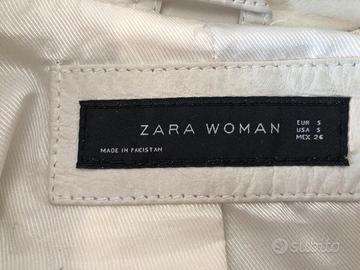 ZARA WOMAN
EUR S
USA S
MEX 26
MADE IN PAKISTAN
subito